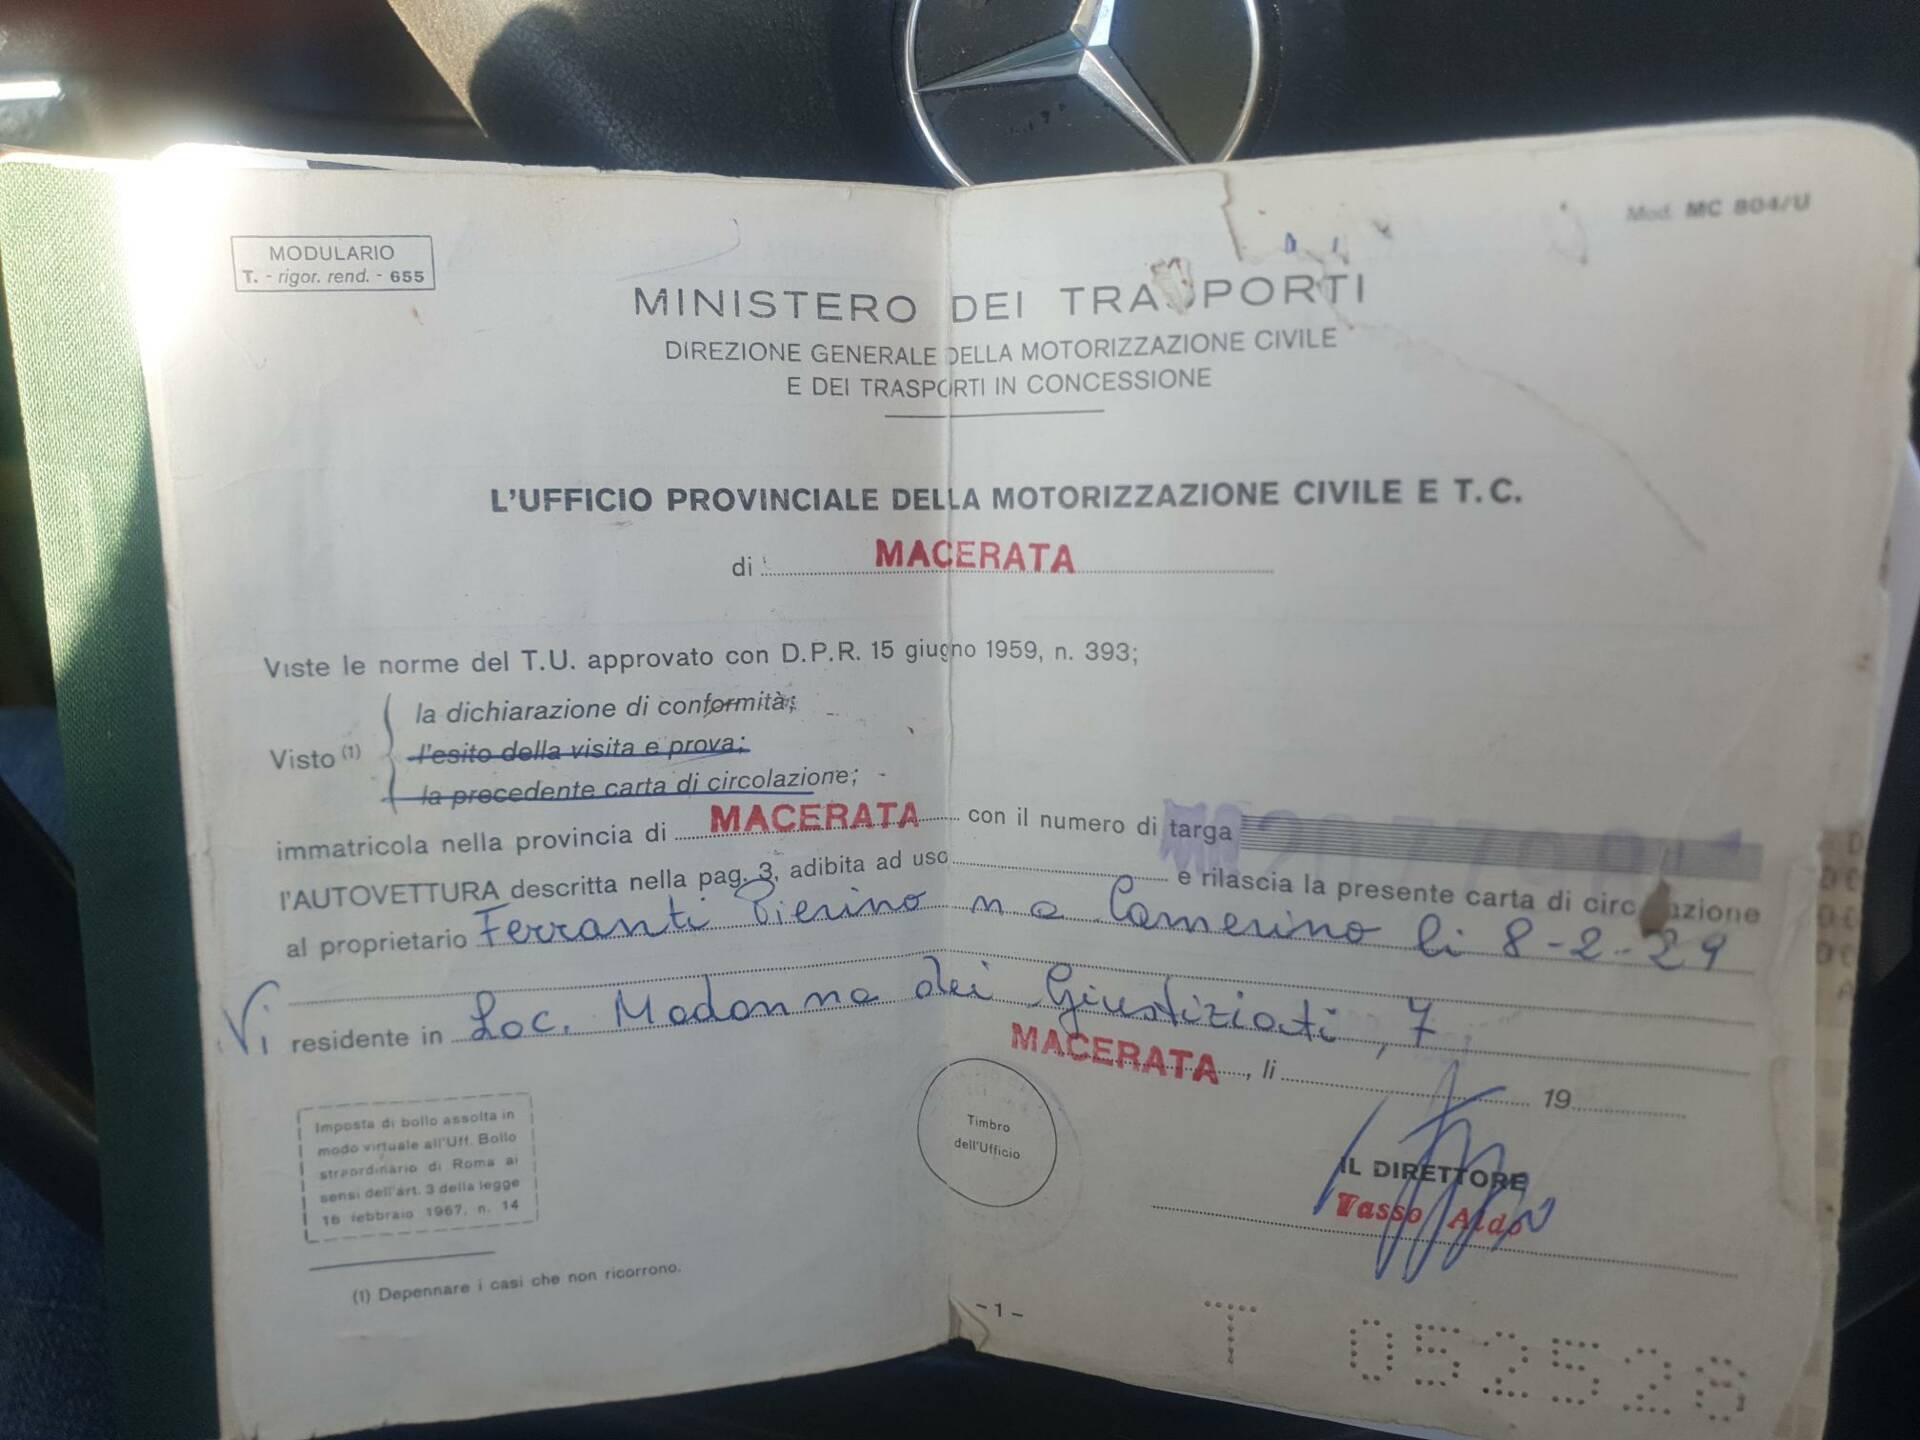 MODULARIO
T. - rigor. rend. - 655
Mod. MC 804/U
MINISTERO DEI TRASPORTI
DIREZIONE GENERALE DELLA MOTORIZZAZIONE CIVILE
E DEI TRASPORTI IN CONCESSIONE
L'UFFICIO PROVINCIALE DELLA MOTORIZZAZIONE CIVILE E T. C.
di MACERATA
Viste le norme del T.U. approvato con D.P.R. 15 giugno 1959, n. 393;
Visto (1)
la dichiarazione di conformità;
l'esito della visita e prova;
la precedente carta di circolazione;
immatricola nella provincia di MACERATA con il numero di targa
l'AUTOVETTURA descritta nella pag. 3, adibita ad uso e rilascia la presente carta di circolazione
al proprietario Ferranti Pierino na Camerino li 8-2-29
Vi
residente in Loc. Madonna dei Giustiziati, 7
MACERATA, li 19
Timbro
dell'Ufficio
Imposta di bollo assolta in
modo virtuale all'Uff. Bollo
straordinario di Roma ai
sensi dell'art. 3 della legge
16 febbraio 1967, n. 14
IL DIRETTORE
Tasso Aldo
(1) Depennare i casi che non ricorrono.
- 1 -
T 052528